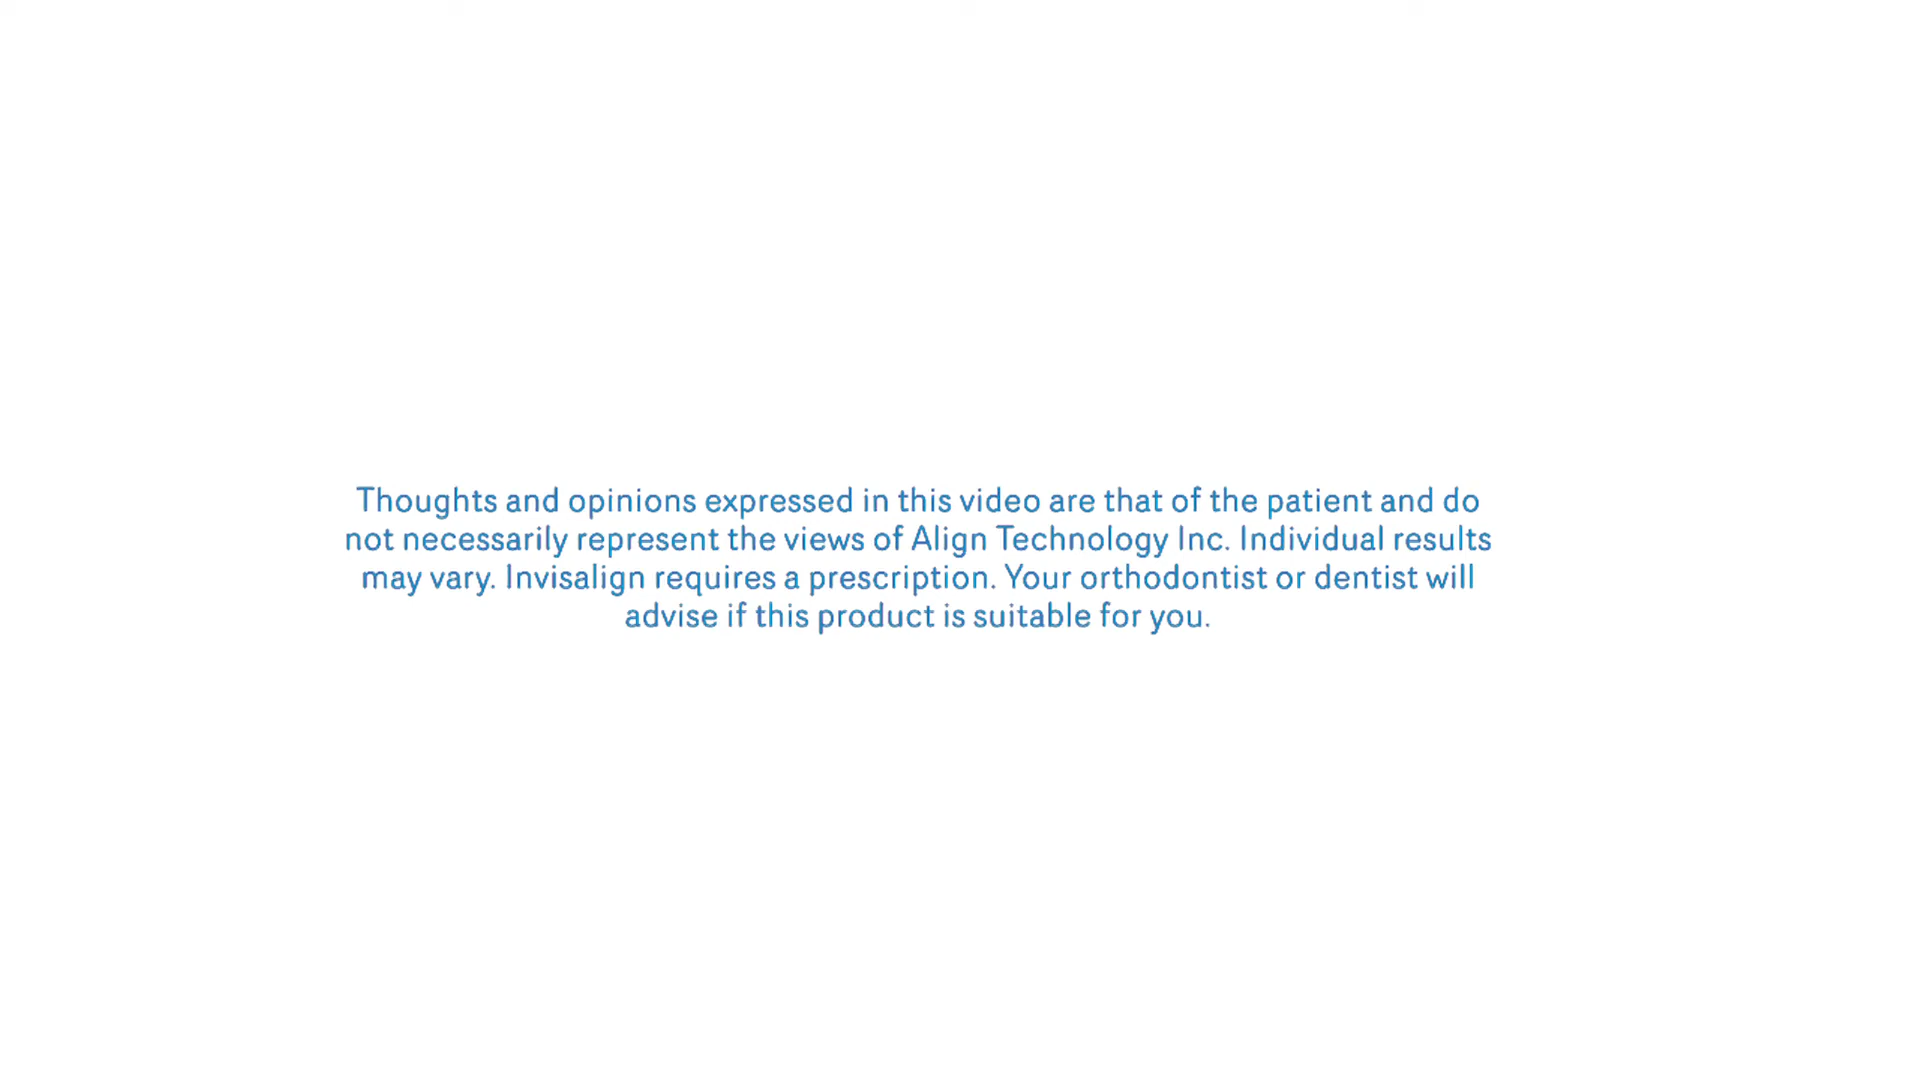 Thoughts and opinions expressed in this video are that of the patient and do
not necessarily represent the views of Align Technology Inc. Individual results
may vary. Invisalign requires a prescription. Your orthodontist or dentist will
advise if this product is suitable for you.